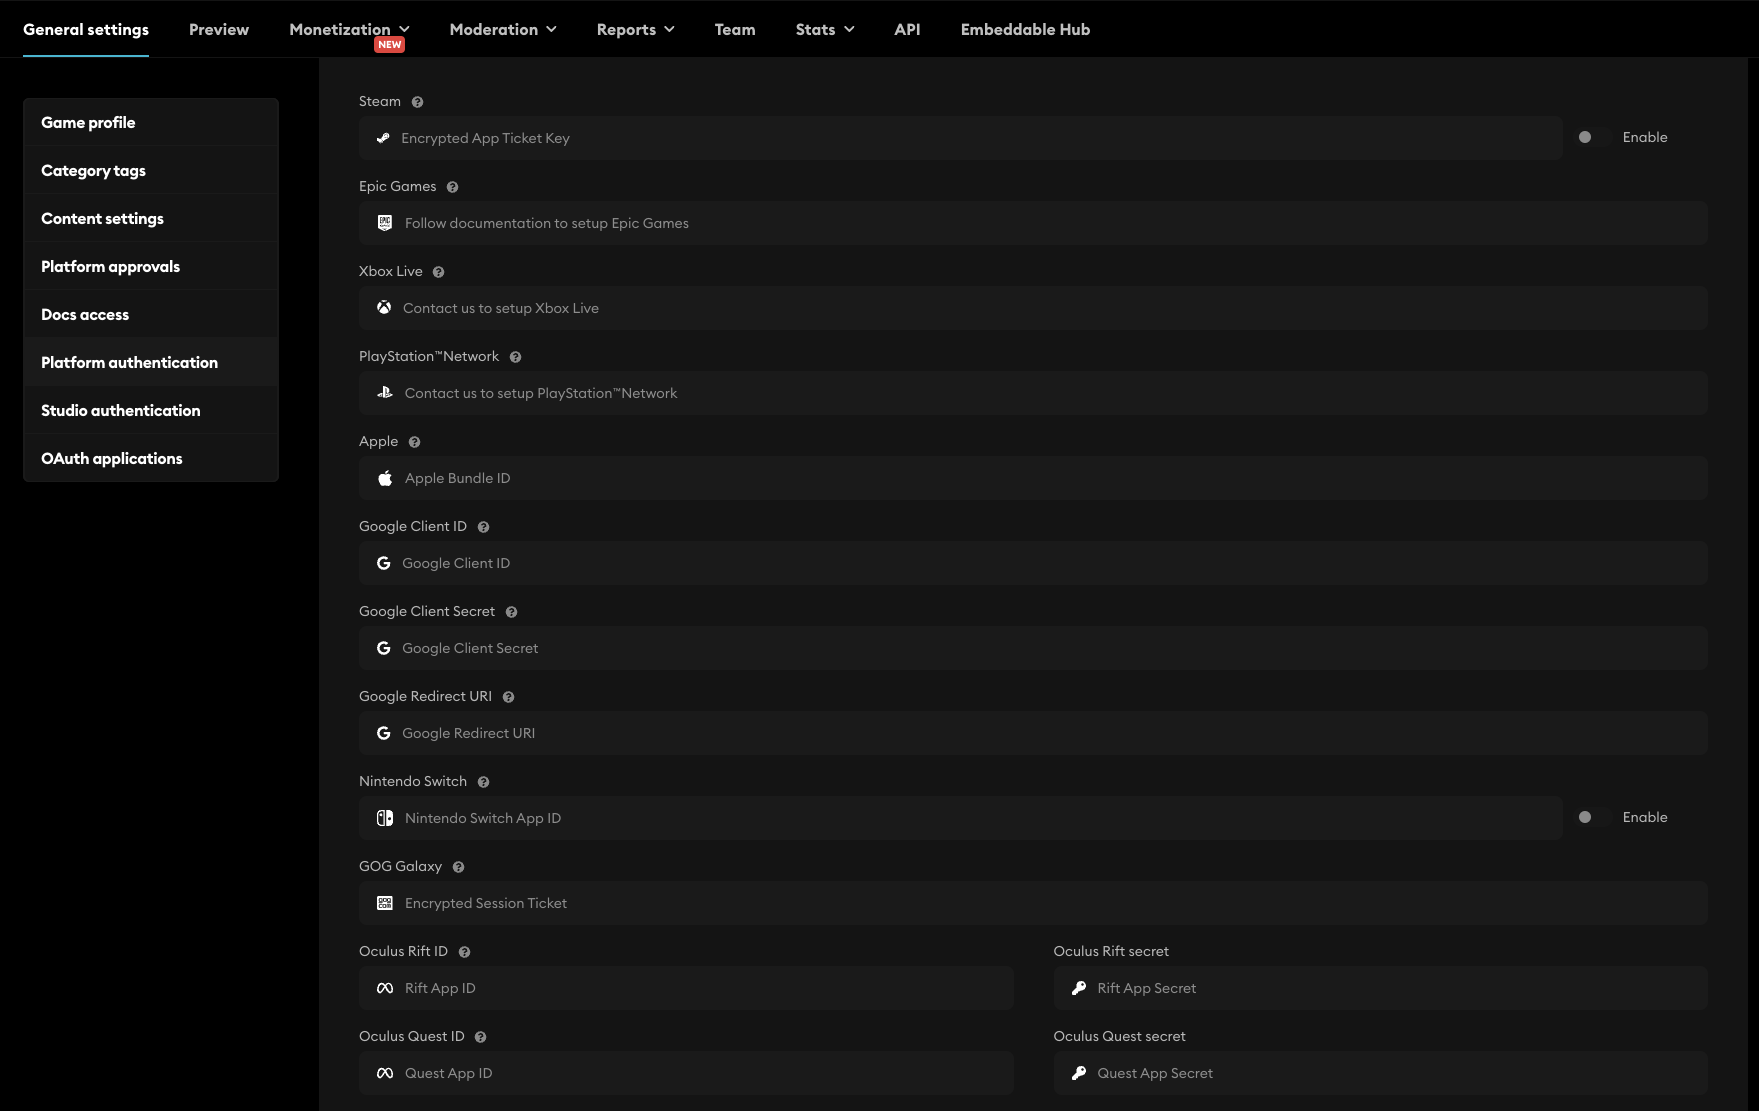 General settings Preview Monetization Moderation Reports Team Stats API Embeddable Hub
NEW
Game profile
Category tags
Content settings
Platform approvals
Docs access
Platform authentication
Studio authentication
OAuth applications
Steam
Encrypted App Ticket Key
Enable
Epic Games
Follow documentation to setup Epic Games
Xbox Live
Contact us to setup Xbox Live
PlayStation™Network
Contact us to setup PlayStation™Network
Apple
Apple Bundle ID
Google Client ID
Google Client ID
Google Client Secret
Google Client Secret
Google Redirect URI
Google Redirect URI
Nintendo Switch
Nintendo Switch App ID
Enable
GOG Galaxy
Encrypted Session Ticket
Oculus Rift ID Oculus Rift secret
Rift App ID Rift App Secret
Oculus Quest ID Oculus Quest secret
Quest App ID Quest App Secret